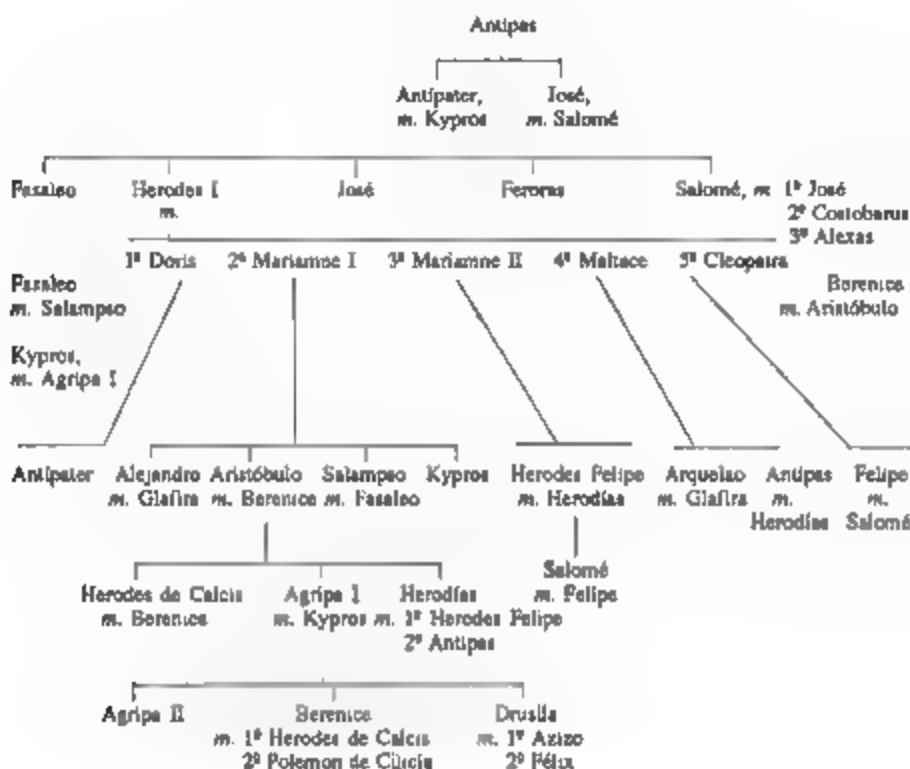 Antipas
Antípater, José,
m. Kypros m. Salomé
Fasaleo Herodes I José Feroras Salomé, m 1º José
m. 2º Costobarus
3º Alexas
1ª Doris 2ª Mariamne I 3ª Mariamne II 4ª Maltace 5ª Cleopatra
Fasaleo Berenice
m. Salampso m. Aristóbulo
Kypros,
m. Agripa I
Antípater Alejandro Aristóbulo Salampso Kypros Herodes Felipe Arquelao Antipas Felipe
m. Glafira m. Berenice m. Fasaleo m. Herodías m. Glafira m. m.
Herodías Salomé
Herodes de Calcis Agripa I Herodías Salomé
m. Berenice m. Kypros m. 1º Herodes Felipe m. Felipe
2º Antipas
Agripa II Berenice Drusila
m. 1º Herodes de Calcis m. 1º Azizo
2º Polemon de Cilicia 2º Félix